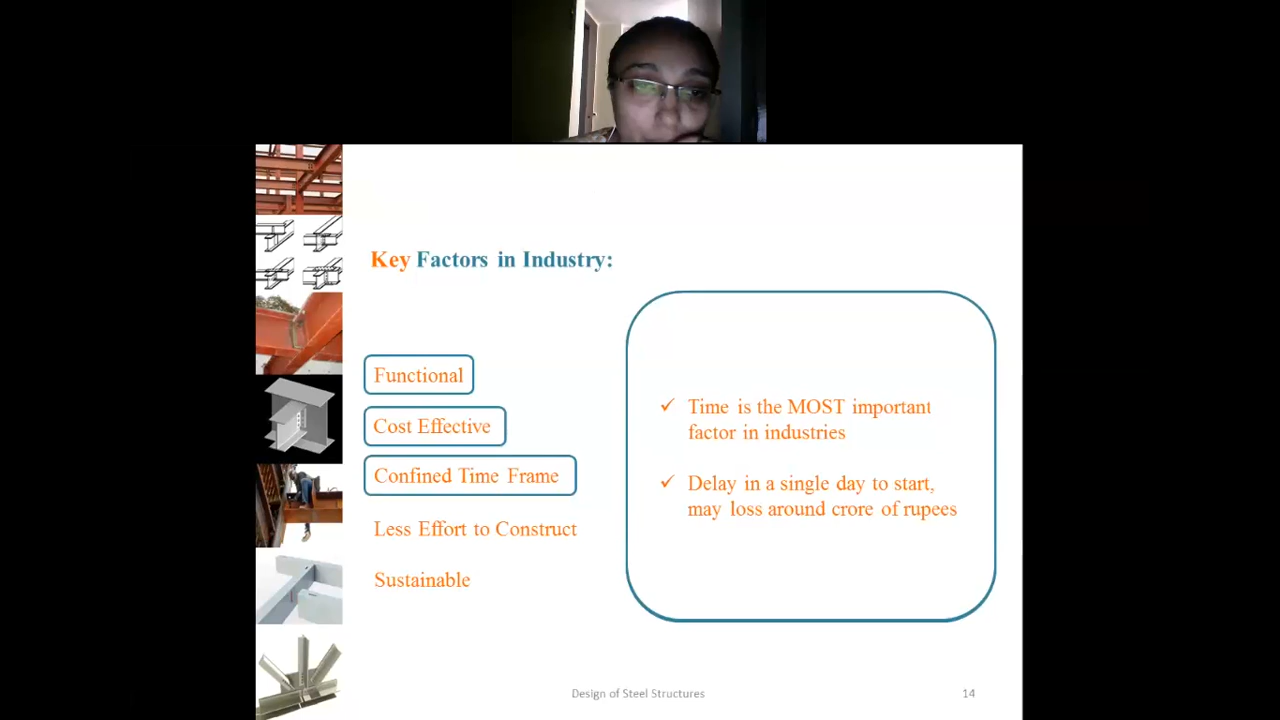 Key Factors in Industry:
Functional
Cost Effective
Confined Time Frame
Less Effort to Construct
Sustainable
✓ Time is the MOST important
factor in industries
✓ Delay in a single day to start,
may loss around crore of rupees
Design of Steel Structures
14